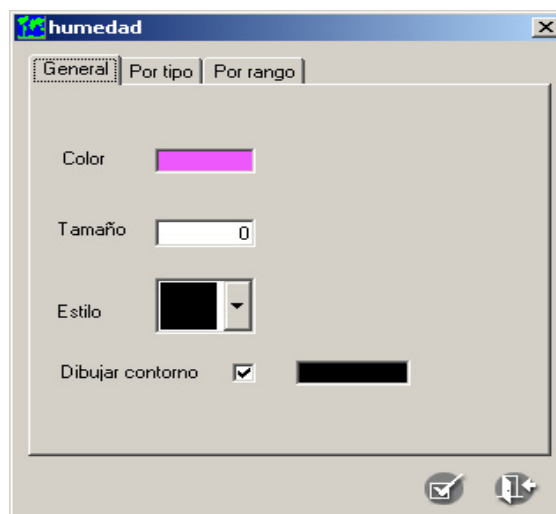 humedad
General Por tipo Por rango
Color
Tamaño 0
Estilo
Dibujar contorno